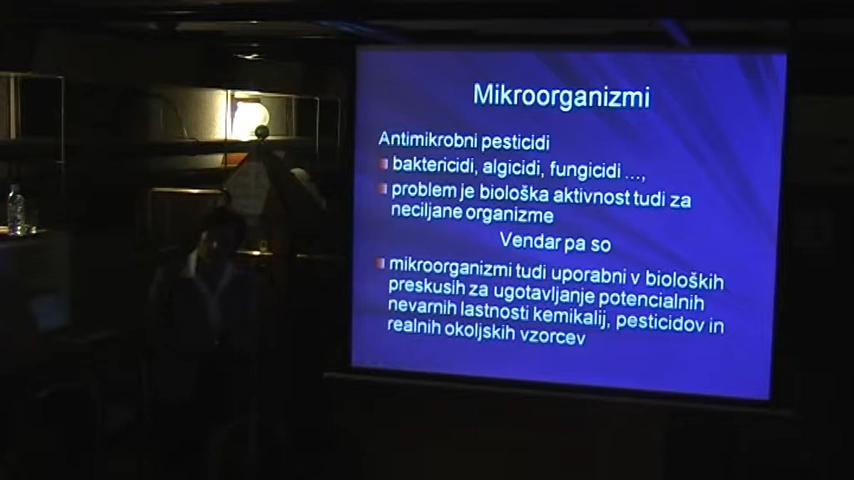 Mikroorganizmi
Antimikrobni pesticidi
baktericidi, algicidi, fungicidi ...,
problem je biološka aktivnost tudi za
neciljane organizme
Vendar pa so
mikroorganizmi tudi uporabni v bioloških
preskusih za ugotavljanje potencialnih
nevarnih lastnosti kemikalij, pesticidov in
realnih okoljskih vzorcev